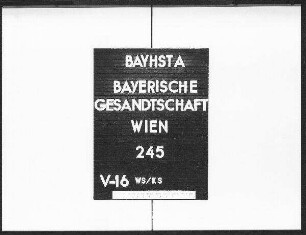 BAYHSTA
BAYERISCHE
GESANDTSCHAFT
WIEN
245
V-16 WS/KS